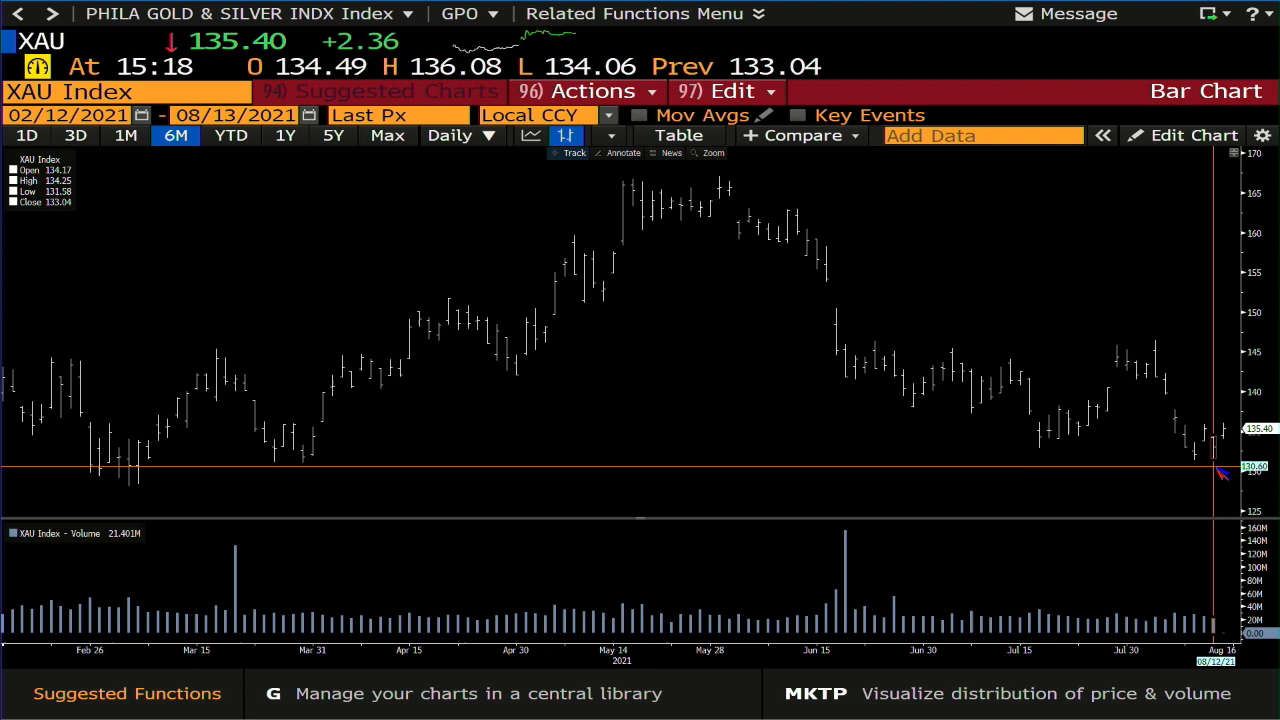 PHILA GOLD & SILVER INDX Index GPO Related Functions Menu Message ?
XAU ↓ 135.40 +2.36
At 15:18 O 134.49 H 136.08 L 134.06 Prev 133.04
XAU Index 94) Suggested Charts 96) Actions 97) Edit Bar Chart
02/12/2021 - 08/13/2021 Last Px Local CCY Mov Avgs Key Events
1D 3D 1M 6M YTD 1Y 5Y Max Daily ▼ Table + Compare Add Data « Edit Chart
Track Annotate News Zoom
XAU Index
Open 134.17
High 134.25
Low 131.58
Close 133.04
170
165
160
155
150
145
140
135.40
130.60
130
125
XAU Index - Volume 21.401M
160M
140M
120M
100M
80M
60M
40M
20M
0.00
Feb 26 Mar 15 Mar 31 Apr 15 Apr 30 May 14 May 28 Jun 15 Jun 30 Jul 15 Jul 30 Aug 16
2021
08/12/21
Suggested Functions G Manage your charts in a central library MKTP Visualize distribution of price & volume